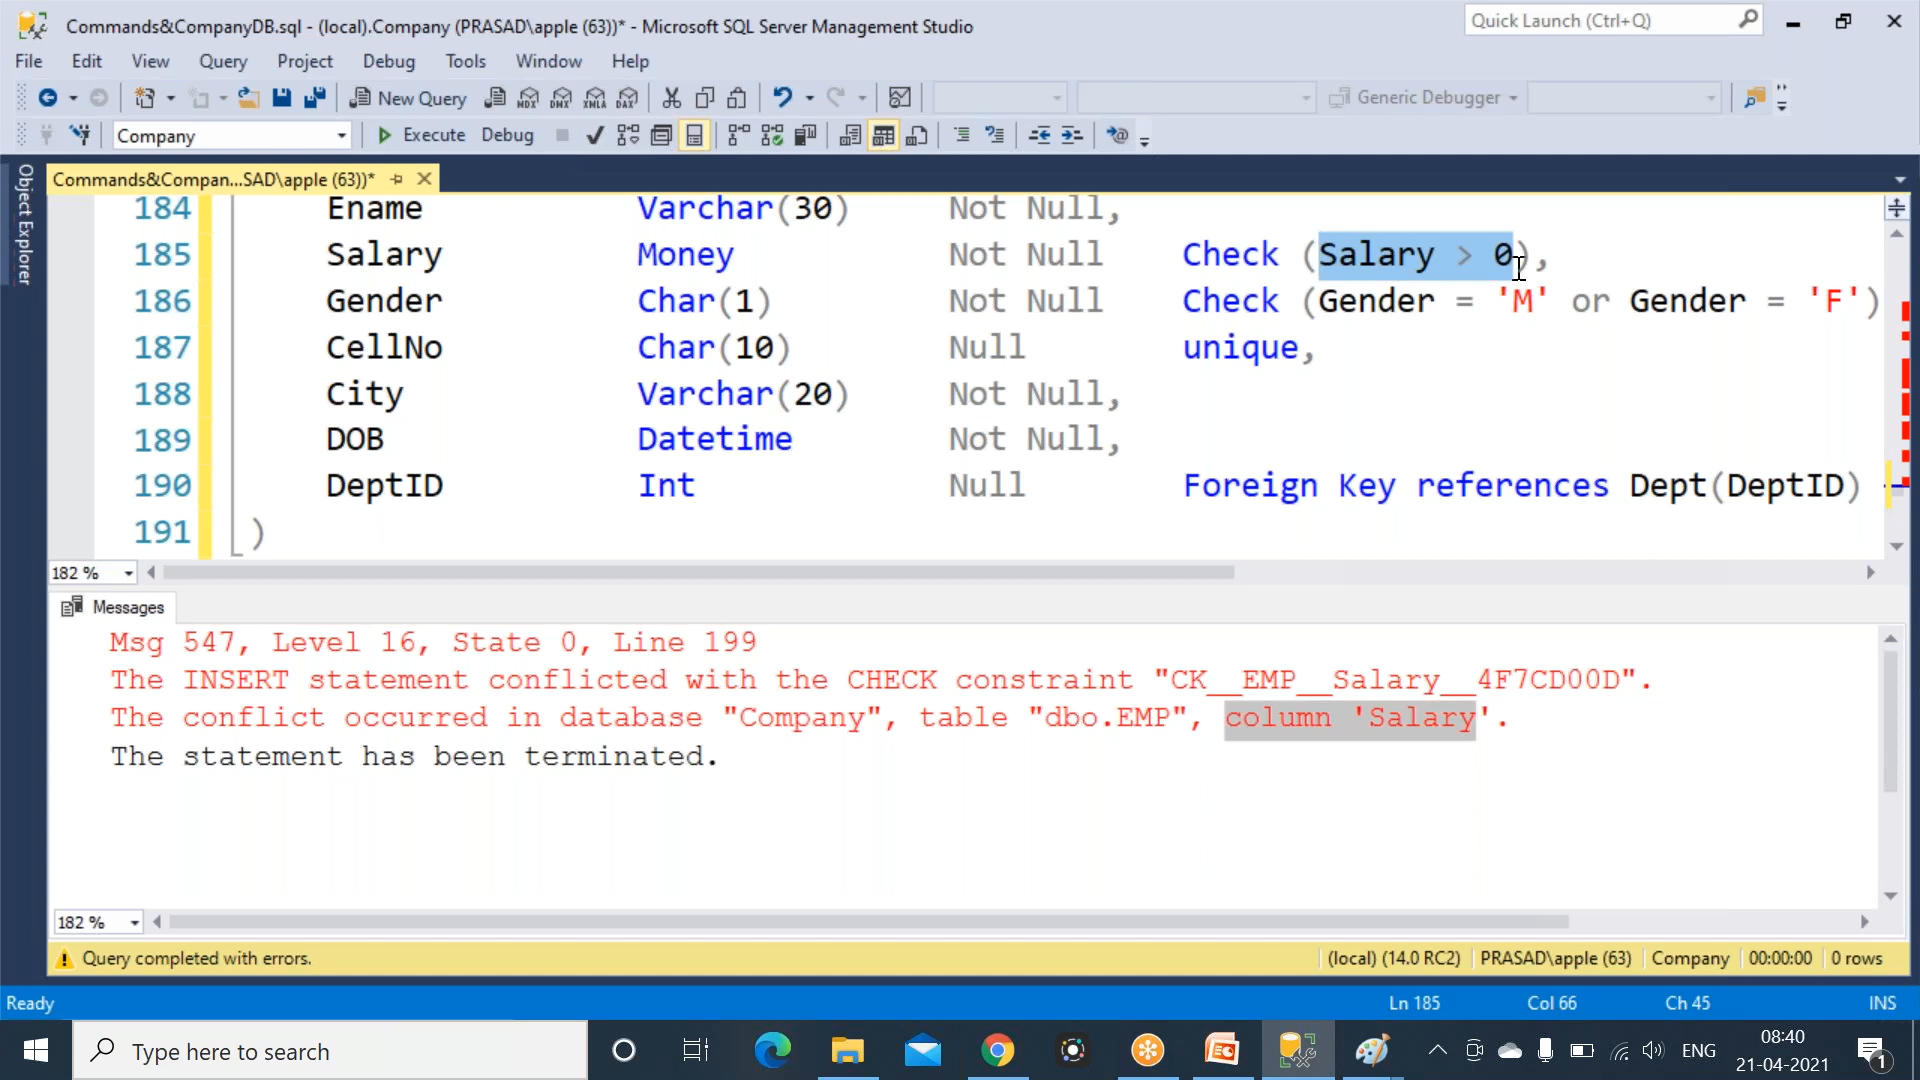 Commands&CompanyDB.sql - (local).Company (PRASAD\apple (63))* - Microsoft SQL Server Management Studio
Quick Launch (Ctrl+Q)
File Edit View Query Project Debug Tools Window Help
New Query MDX DMX XMLA DAX Generic Debugger
Company Execute Debug
Object Explorer
Commands&Compan...SAD\apple (63))*
184 Ename Varchar(30) Not Null,
185 Salary Money Not Null Check (Salary > 0),
186 Gender Char(1) Not Null Check (Gender = 'M' or Gender = 'F')
187 CellNo Char(10) Null unique,
188 City Varchar(20) Not Null,
189 DOB Datetime Not Null,
190 DeptID Int Null Foreign Key references Dept(DeptID)
191 )
182 %
Messages
Msg 547, Level 16, State 0, Line 199
The INSERT statement conflicted with the CHECK constraint "CK__EMP__Salary__4F7CD00D".
The conflict occurred in database "Company", table "dbo.EMP", column 'Salary'.
The statement has been terminated.
182 %
Query completed with errors. (local) (14.0 RC2) PRASAD\apple (63) Company 00:00:00 0 rows
Ready Ln 185 Col 66 Ch 45 INS
Type here to search ENG 08:40
21-04-2021
1